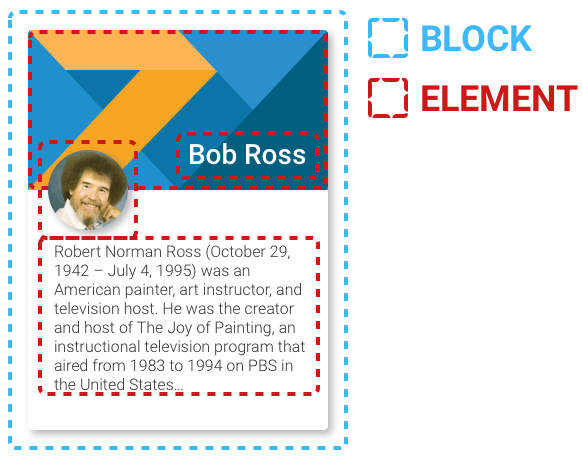 BLOCK
ELEMENT
Bob Ross
Robert Norman Ross (October 29,
1942 – July 4, 1995) was an
American painter, art instructor, and
television host. He was the creator
and host of The Joy of Painting, an
instructional television program that
aired from 1983 to 1994 on PBS in
the United States...